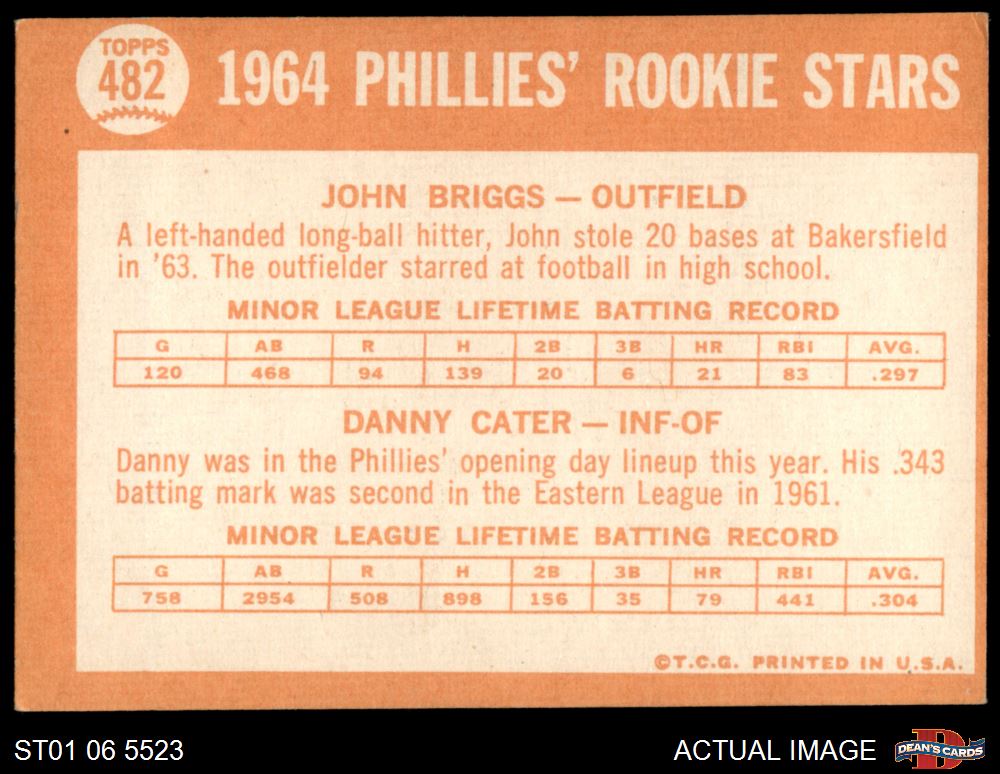 TOPPS
482
1964 PHILLIES' ROOKIE STARS
JOHN BRIGGS — OUTFIELD
A left-handed long-ball hitter, John stole 20 bases at Bakersfield
in '63. The outfielder starred at football in high school.
MINOR LEAGUE LIFETIME BATTING RECORD
G AB R H 2B 3B HR RBI AVG.
120 468 94 139 20 6 21 83 .297
DANNY CATER — INF-OF
Danny was in the Phillies' opening day lineup this year. His .343
batting mark was second in the Eastern League in 1961.
MINOR LEAGUE LIFETIME BATTING RECORD
G AB R H 2B 3B HR RBI AVG.
758 2954 508 898 156 35 79 441 .304
©T.C.G. PRINTED IN U.S.A.
ST01 06 5523
ACTUAL IMAGE
D
DEAN'S CARDS